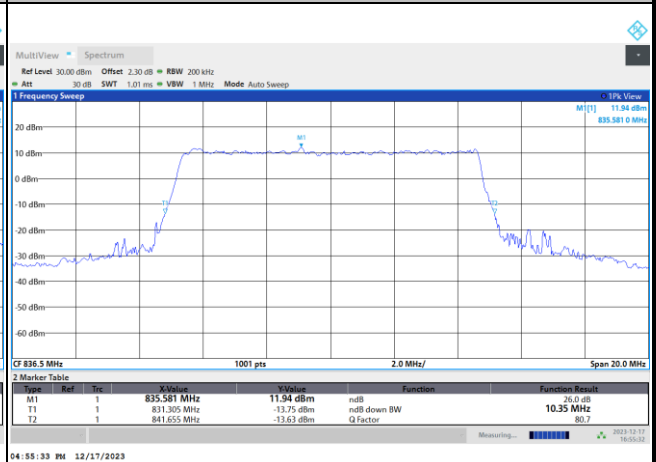 MultiView Spectrum
Ref Level 30.00 dBm Offset 2.30 dB RBW 200 kHz
Att 30 dB SWT 1.01 ms VBW 1 MHz Mode Auto Sweep
1 Frequency Sweep 1Pk View
M1[1] 11.94 dBm
835.581 0 MHz
20 dBm
M1
10 dBm
0 dBm
-10 dBm
T1 T2
-20 dBm
-30 dBm
-40 dBm
-50 dBm
-60 dBm
CF 836.5 MHz 1001 pts 2.0 MHz/ Span 20.0 MHz
2 Marker Table
Type Ref Trc X-Value Y-Value Function Function Result
M1 1 835.581 MHz 11.94 dBm ndB 26.0 dB
T1 1 831.305 MHz -13.75 dBm ndB down BW 10.35 MHz
T2 1 841.655 MHz -13.63 dBm Q Factor 80.7
Measuring... 2023-12-17
16:55:32
04:55:33 PM 12/17/2023